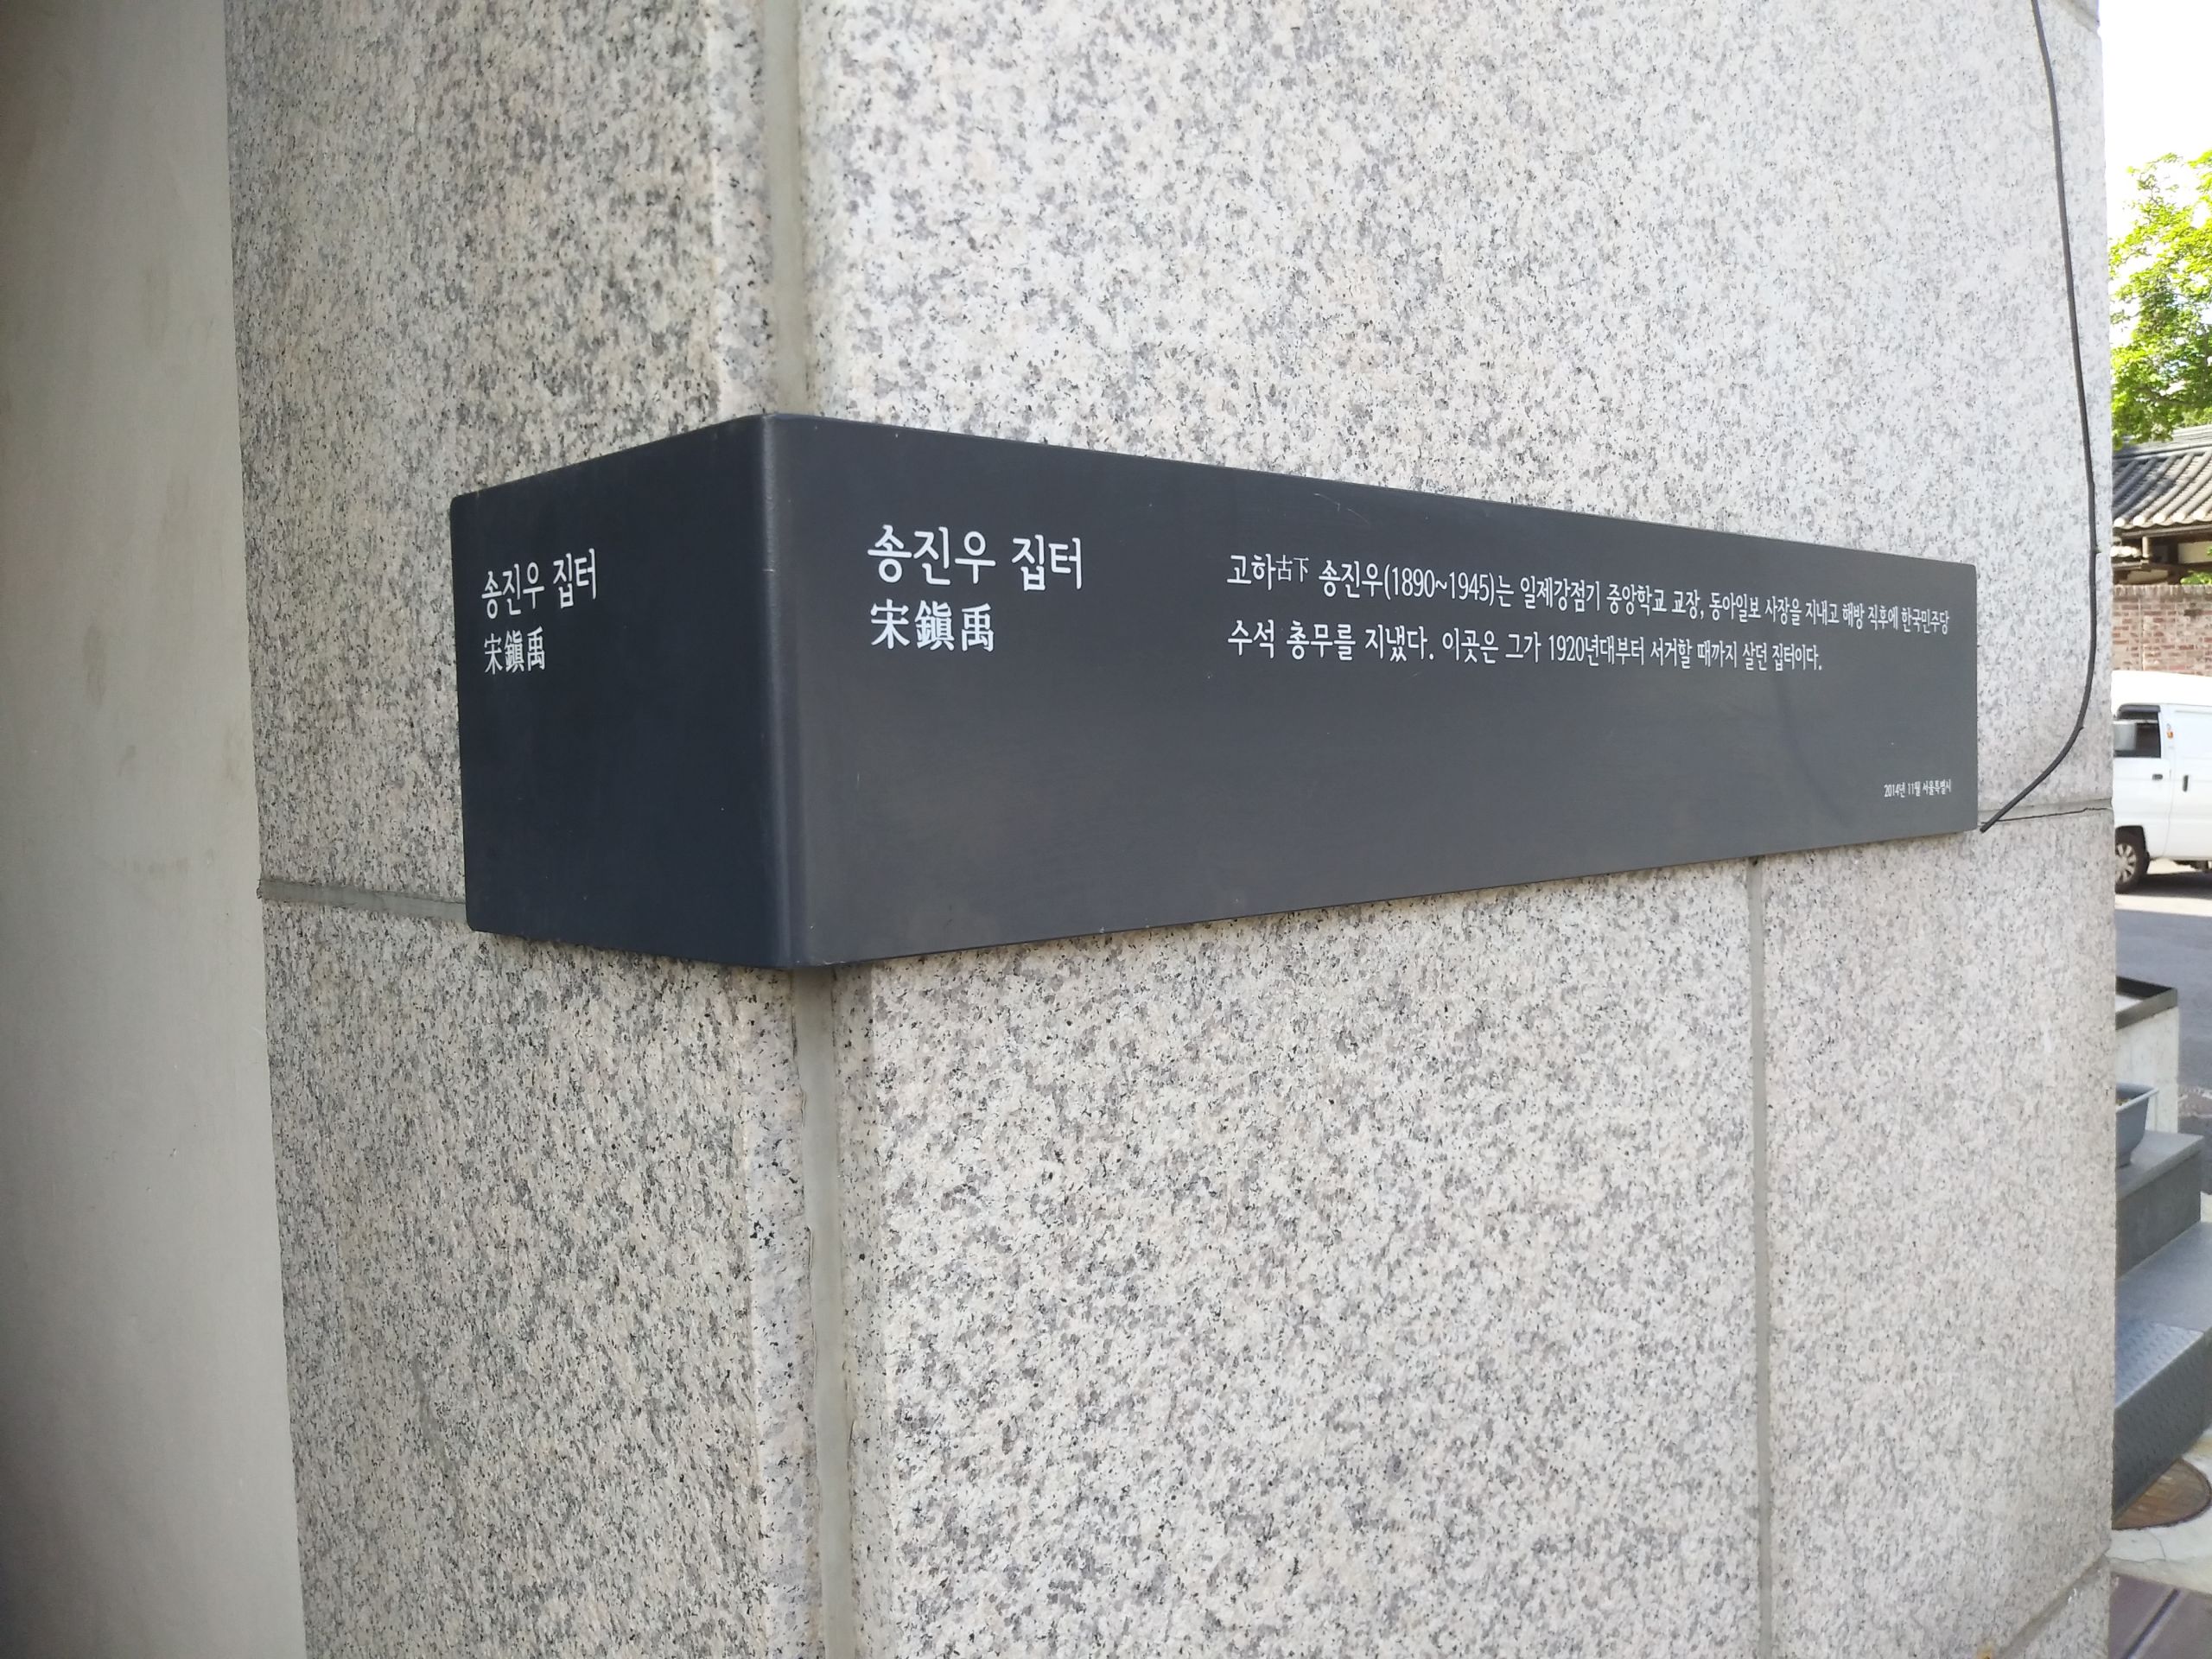 송진우 집터
宋鎭禹
송진우 집터
宋鎭禹
고하古下 송진우(1890~1945)는 일제강점기 중앙학교 교장, 동아일보 사장을 지내고 해방 직후에 한국민주당
수석 총무를 지냈다. 이곳은 그가 1920년대부터 서거할 때까지 살던 집터이다.
2014년 11월 서울특별시